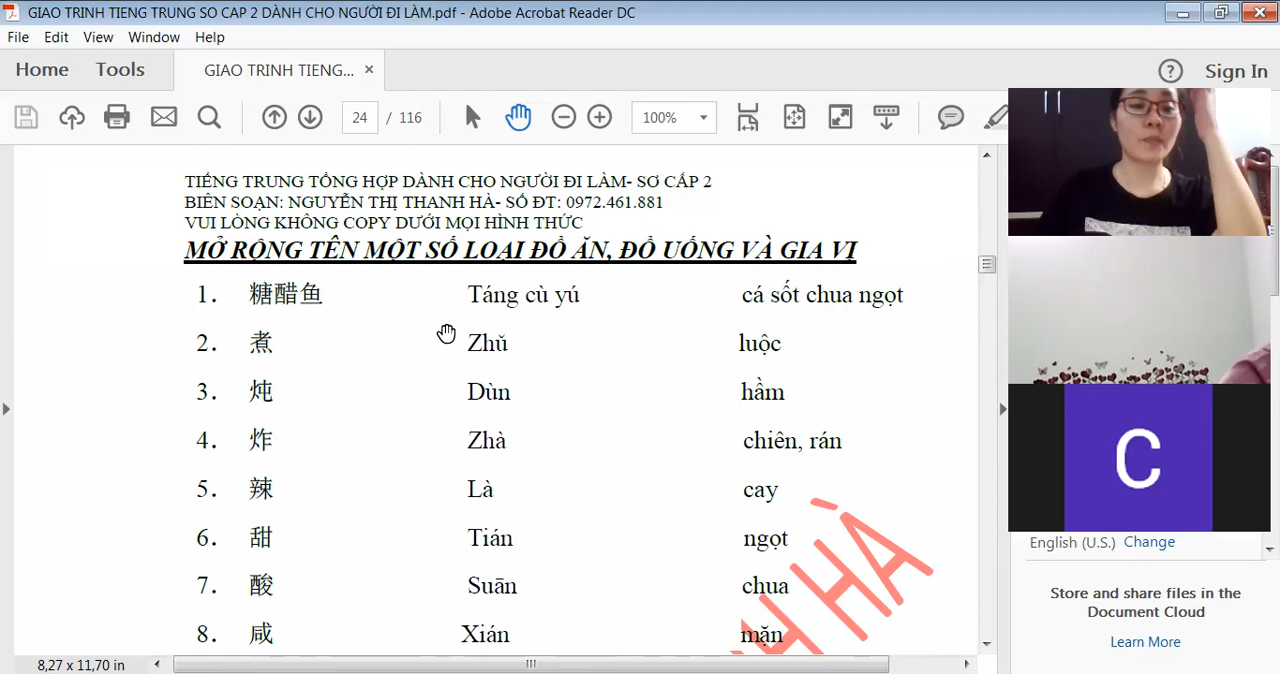 GIAO TRINH TIENG TRUNG SO CAP 2 DÀNH CHO NGƯỜI ĐI LÀM.pdf - Adobe Acrobat Reader DC
File Edit View Window Help
Home Tools GIAO TRINH TIENG... × ? Sign In
24 / 116 100%
TIẾNG TRUNG TỔNG HỢP DÀNH CHO NGƯỜI ĐI LÀM- SƠ CẤP 2
BIÊN SOẠN: NGUYỄN THỊ THANH HÀ- SỐ ĐT: 0972.461.881
VUI LÒNG KHÔNG COPY DƯỚI MỌI HÌNH THỨC
MỞ RỘNG TÊN MỘT SỐ LOẠI ĐỒ ĂN, ĐỒ UỐNG VÀ GIA VỊ
1. 糖醋鱼 Táng cù yú cá sốt chua ngọt
2. 煮 Zhǔ luộc
3. 炖 Dùn hầm
4. 炸 Zhà chiên, rán
5. 辣 Là cay
6. 甜 Tián ngọt
7. 酸 Suān chua
8. 咸 Xián mặn
H HÀ
C
English (U.S.) Change
Store and share files in the
Document Cloud
Learn More
8,27 x 11,70 in